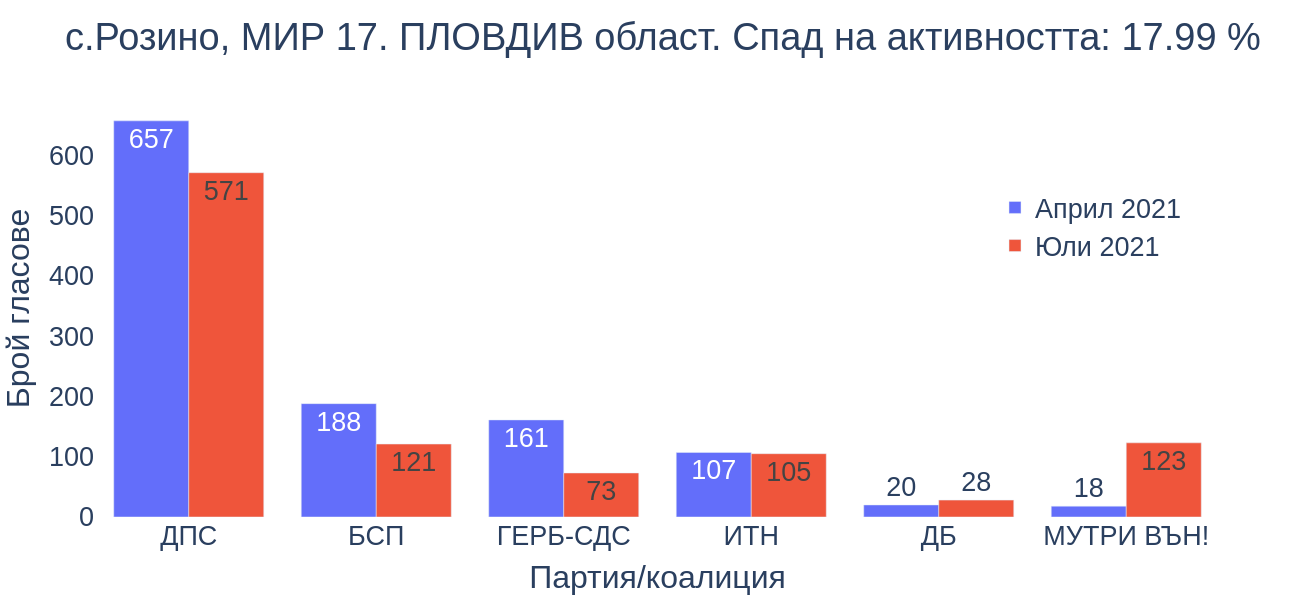 с.Розино, МИР 17. ПЛОВДИВ област. Спад на активността: 17.99 %
Брой гласове
600
500
400
300
200
100
0
657
571
188
121
161
73
107
105
20
28
18
123
Април 2021
Юли 2021
ДПС
БСП
ГЕРБ-СДС
ИТН
ДБ
МУТРИ ВЪН!
Партия/коалиция